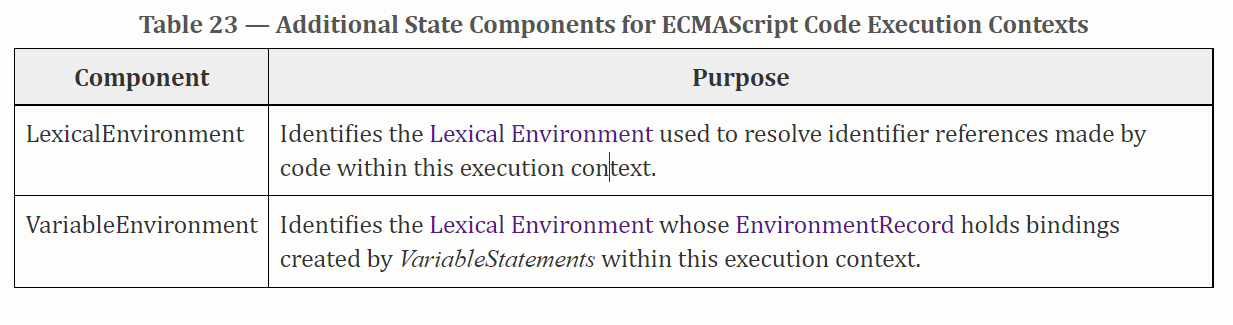 Table 23 — Additional State Components for ECMAScript Code Execution Contexts
Component
Purpose
LexicalEnvironment
Identifies the Lexical Environment used to resolve identifier references made by
code within this execution context.
VariableEnvironment
Identifies the Lexical Environment whose EnvironmentRecord holds bindings
created by VariableStatements within this execution context.